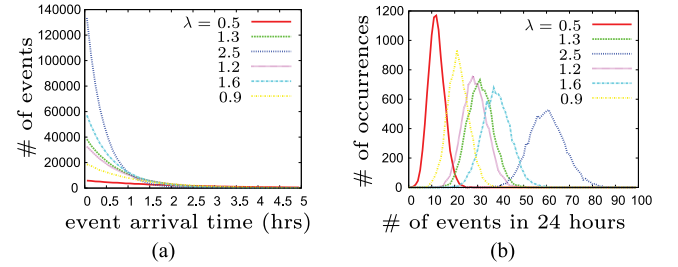 λ = 0.5
1.3
2.5
1.2
1.6
0.9
140000
120000
100000
80000
60000
40000
20000
0
# of events
0 0.5 1 1.5 2 2.5 3 3.5 4 4.5 5
event arrival time (hrs)
(a)
λ = 0.5
1.3
2.5
1.2
1.6
0.9
1200
1000
800
600
400
200
0
# of occurrences
0 10 20 30 40 50 60 70 80 90 100
# of events in 24 hours
(b)